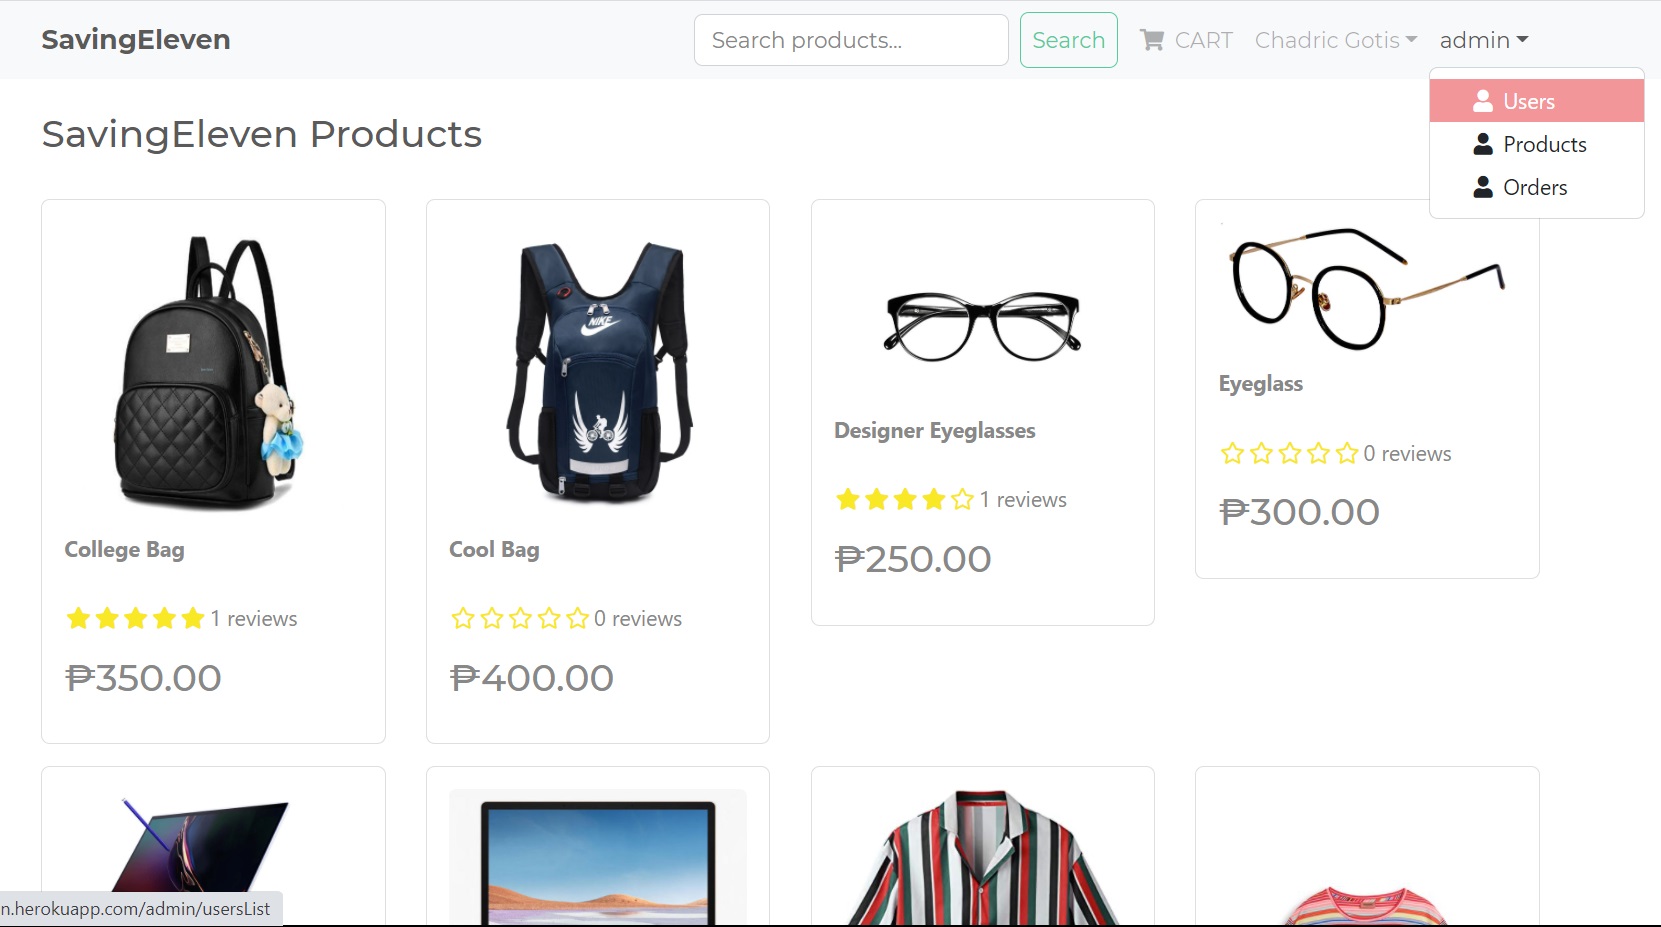 SavingEleven
Search products...
Search
CART
Chadric Gotis
admin
Users
Products
Orders
SavingEleven Products
NIKE
College Bag
1 reviews
₱350.00
Cool Bag
0 reviews
₱400.00
Designer Eyeglasses
1 reviews
₱250.00
Eyeglass
0 reviews
₱300.00
n.herokuapp.com/admin/usersList